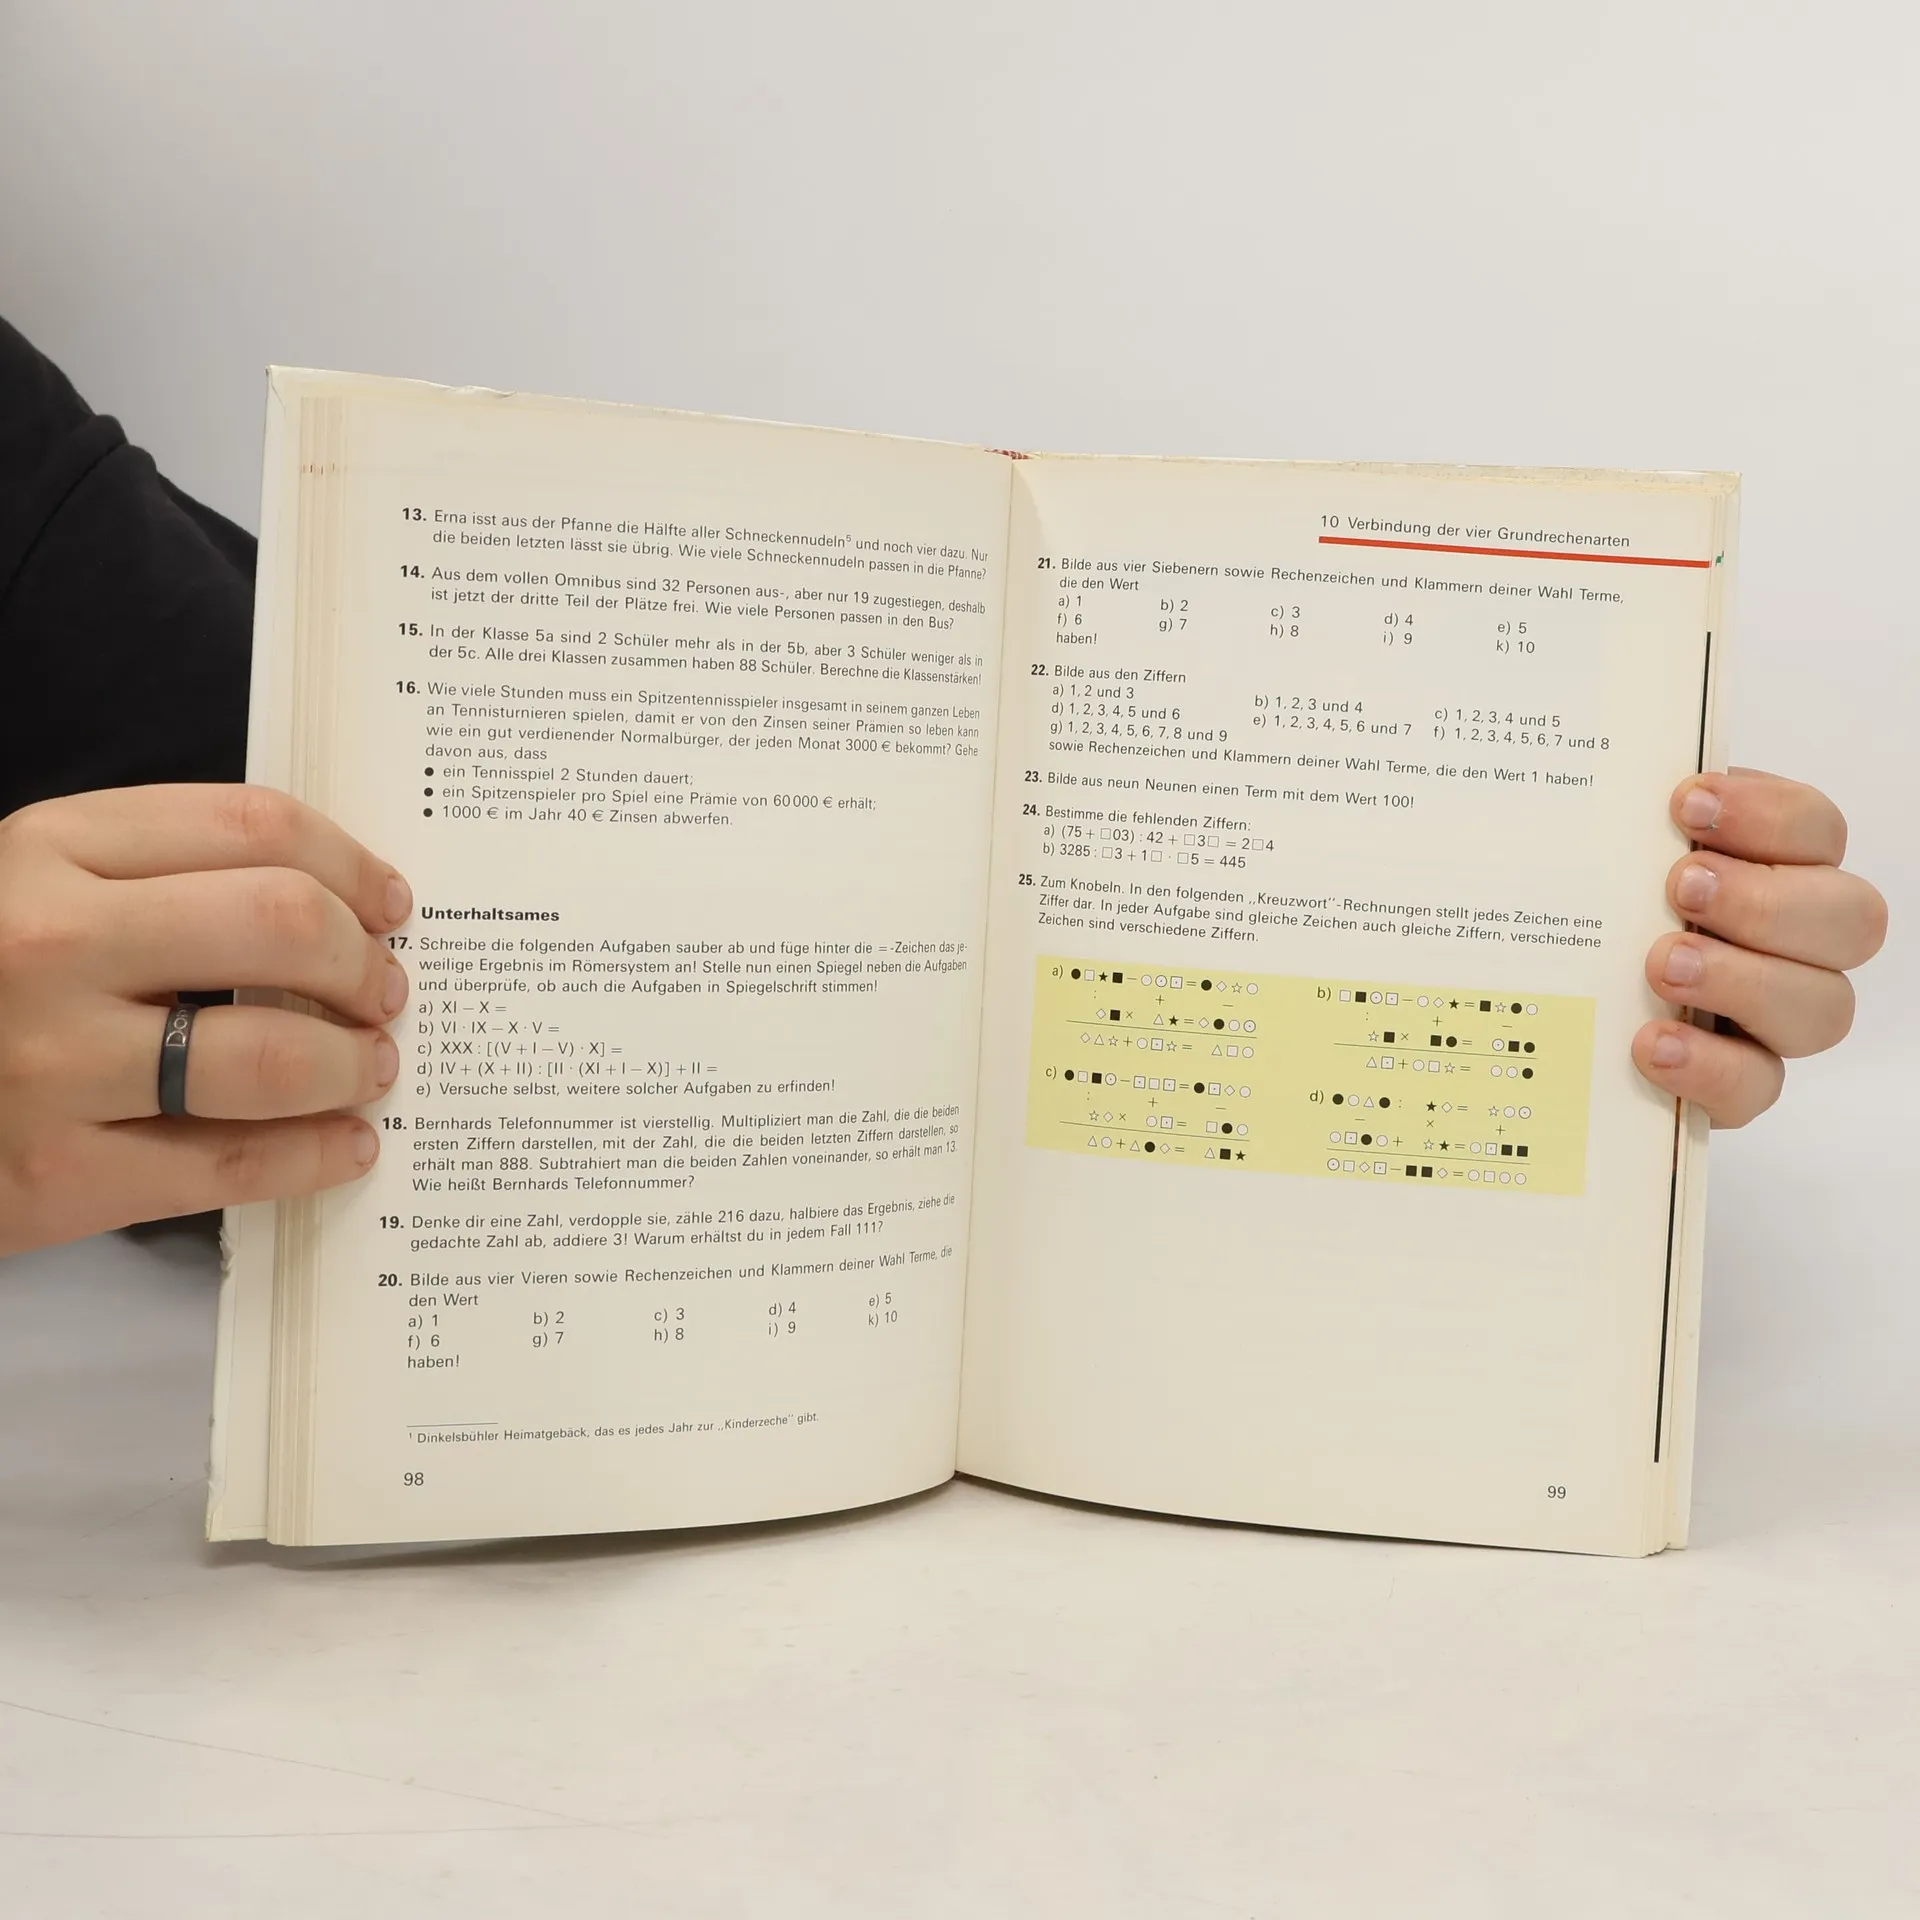 13. Erna isst aus der Pfanne die Hälfte aller Schneckennudeln⁵ und noch vier dazu. Nur
die beiden letzten lässt sie übrig. Wie viele Schneckennudeln passen in die Pfanne?
14. Aus dem vollen Omnibus sind 32 Personen aus-, aber nur 19 zugestiegen, deshalb
ist jetzt der dritte Teil der Plätze frei. Wie viele Personen passen in den Bus?
15. In der Klasse 5a sind 2 Schüler mehr als in der 5b, aber 3 Schüler weniger als in
der 5c. Alle drei Klassen zusammen haben 88 Schüler. Berechne die Klassenstärken!
16. Wie viele Stunden muss ein Spitzentennisspieler insgesamt in seinem ganzen Leben
an Tennisturnieren spielen, damit er von den Zinsen seiner Prämien so leben kann
wie ein gut verdienender Normalbürger, der jeden Monat 3000 € bekommt? Gehe
davon aus, dass
● ein Tennisspiel 2 Stunden dauert;
● ein Spitzenspieler pro Spiel eine Prämie von 60 000 € erhält;
● 1000 € im Jahr 40 € Zinsen abwerfen.
Unterhaltsames
17. Schreibe die folgenden Aufgaben sauber ab und füge hinter die =-Zeichen das je-
weilige Ergebnis im Römersystem an! Stelle nun einen Spiegel neben die Aufgaben
und überprüfe, ob auch die Aufgaben in Spiegelschrift stimmen!
a) XI – X =
b) VI · IX – X · V =
c) XXX : [(V + I – V) · X] =
d) IV + (X + II) : [II · (XI + I – X)] + II =
e) Versuche selbst, weitere solcher Aufgaben zu erfinden!
18. Bernhards Telefonnummer ist vierstellig. Multipliziert man die Zahl, die die beiden
ersten Ziffern darstellen, mit der Zahl, die die beiden letzten Ziffern darstellen, so
erhält man 888. Subtrahiert man die beiden Zahlen voneinander, so erhält man 13.
Wie heißt Bernhards Telefonnummer?
19. Denke dir eine Zahl, verdopple sie, zähle 216 dazu, halbiere das Ergebnis, ziehe die
gedachte Zahl ab, addiere 3! Warum erhältst du in jedem Fall 111?
20. Bilde aus vier Vieren sowie Rechenzeichen und Klammern deiner Wahl Terme, die
den Wert
a) 1 b) 2 c) 3 d) 4 e) 5
f) 6 g) 7 h) 8 i) 9 k) 10
haben!
¹ Dinkelsbühler Heimatgebäck, das es jedes Jahr zur „Kinderzeche" gibt.
98
10 Verbindung der vier Grundrechenarten
21. Bilde aus vier Siebenern sowie Rechenzeichen und Klammern deiner Wahl Terme,
die den Wert
a) 1 b) 2 c) 3 d) 4 e) 5
f) 6 g) 7 h) 8 i) 9 k) 10
haben!
22. Bilde aus den Ziffern
a) 1, 2 und 3 b) 1, 2, 3 und 4 c) 1, 2, 3, 4 und 5
d) 1, 2, 3, 4, 5 und 6 e) 1, 2, 3, 4, 5, 6 und 7 f) 1, 2, 3, 4, 5, 6, 7 und 8
g) 1, 2, 3, 4, 5, 6, 7, 8 und 9
sowie Rechenzeichen und Klammern deiner Wahl Terme, die den Wert 1 haben!
23. Bilde aus neun Neunen einen Term mit dem Wert 100!
24. Bestimme die fehlenden Ziffern:
a) (75 + □03) : 42 + □3□ = 2□4
b) 3285 : □3 + 1□ · □5 = 445
25. Zum Knobeln. In den folgenden „Kreuzwort"-Rechnungen stellt jedes Zeichen eine
Ziffer dar. In jeder Aufgabe sind gleiche Zeichen auch gleiche Ziffern, verschiedene
Zeichen sind verschiedene Ziffern.
a) ●□★■ – ○⊙⊡ = ●◇☆○
: + –
◇■ × △★ = ◇●○⊙
◇△☆ + ○⊡☆ = △□○
b) □■⊙⊡ – ○◇★ = ■☆●○
: + –
☆■ × ■● = ⊙■●
△⊡ + ○□☆ = ○○●
c) ●□■⊙ – ⊡□⊡ = ●⊡◇○
: + –
☆◇ × ○⊡ = □●○
△○ + △●◇ = △■★
d) ●○△● : ★◇ = ☆○⊙
– × +
○⊡●○ + ☆★ = ○⊡■■
⊙□◇⊡ – ■■◇ = ○□○○
99